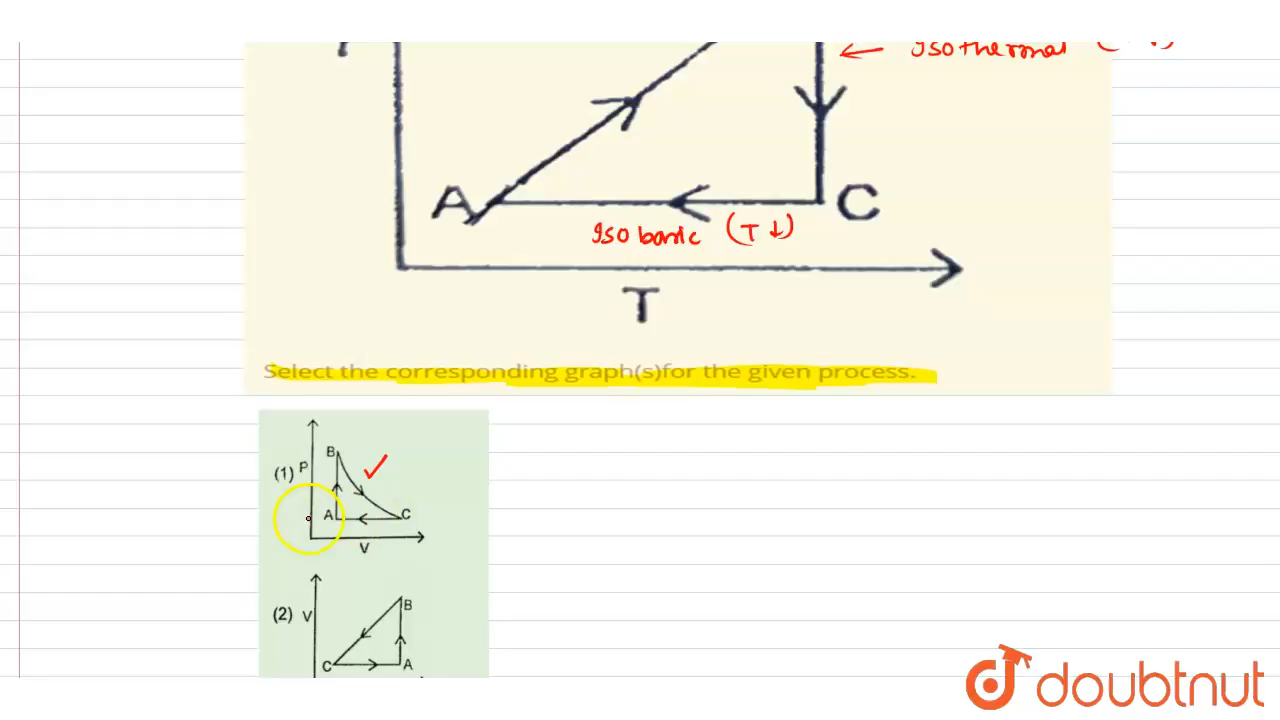 Isothermal
A
C
Isobaric (T↓)
T
Select the corresponding graph(s)for the given process.
(1) P
B
A
C
V
(2) V
B
C
A
doubtnut